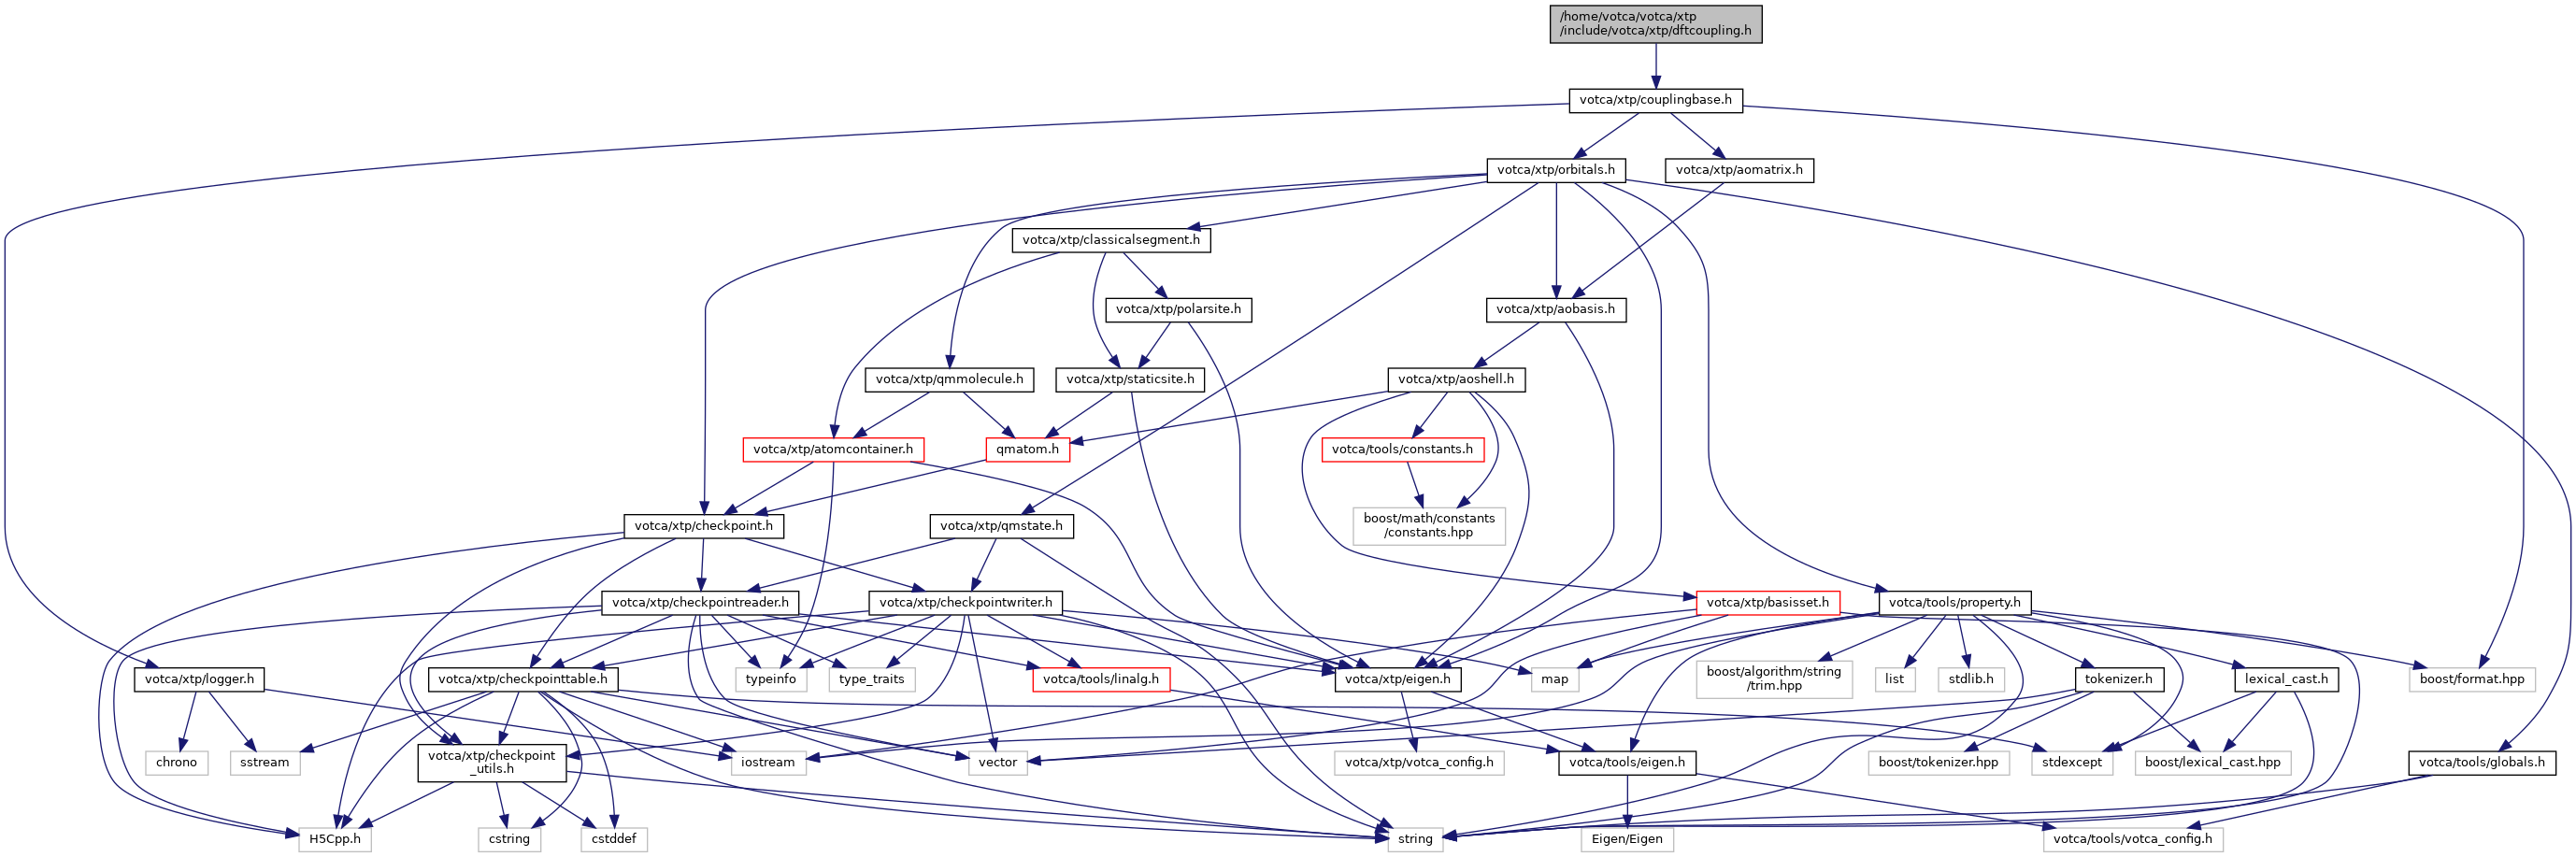 /home/votca/votca/xtp
/include/votca/xtp/dftcoupling.h
votca/xtp/couplingbase.h
votca/xtp/orbitals.h
votca/xtp/aomatrix.h
votca/xtp/classicalsegment.h
votca/xtp/polarsite.h
votca/xtp/aobasis.h
votca/xtp/qmmolecule.h
votca/xtp/staticsite.h
votca/xtp/aoshell.h
votca/xtp/atomcontainer.h
qmatom.h
votca/tools/constants.h
votca/xtp/checkpoint.h
votca/xtp/qmstate.h
boost/math/constants
/constants.hpp
votca/xtp/checkpointreader.h
votca/xtp/checkpointwriter.h
votca/xtp/basisset.h
votca/tools/property.h
votca/xtp/logger.h
votca/xtp/checkpointtable.h
typeinfo
type_traits
votca/tools/linalg.h
votca/xtp/eigen.h
map
boost/algorithm/string
/trim.hpp
list
stdlib.h
tokenizer.h
lexical_cast.h
boost/format.hpp
chrono
sstream
votca/xtp/checkpoint
_utils.h
iostream
vector
votca/xtp/votca_config.h
votca/tools/eigen.h
boost/tokenizer.hpp
stdexcept
boost/lexical_cast.hpp
votca/tools/globals.h
H5Cpp.h
cstring
cstddef
string
Eigen/Eigen
votca/tools/votca_config.h